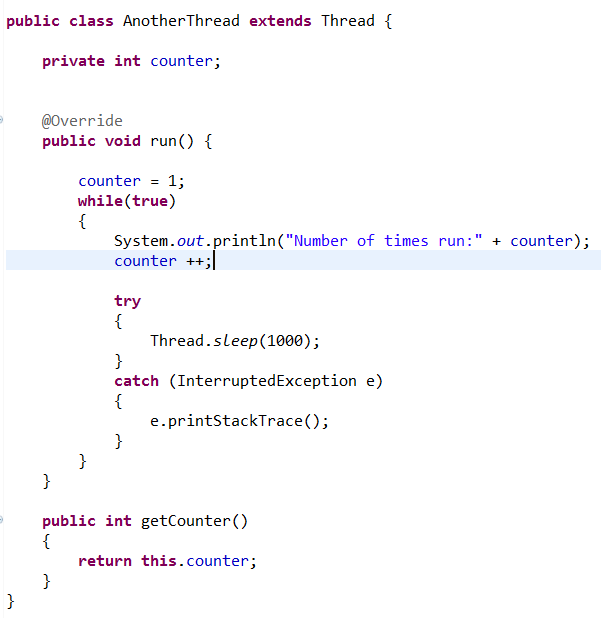 public class AnotherThread extends Thread {
private int counter;
@Override
public void run() {
counter = 1;
while(true)
{
System.out.println("Number of times run:" + counter);
counter ++;
try
{
Thread.sleep(1000);
}
catch (InterruptedException e)
{
e.printStackTrace();
}
}
}
public int getCounter()
{
return this.counter;
}
}